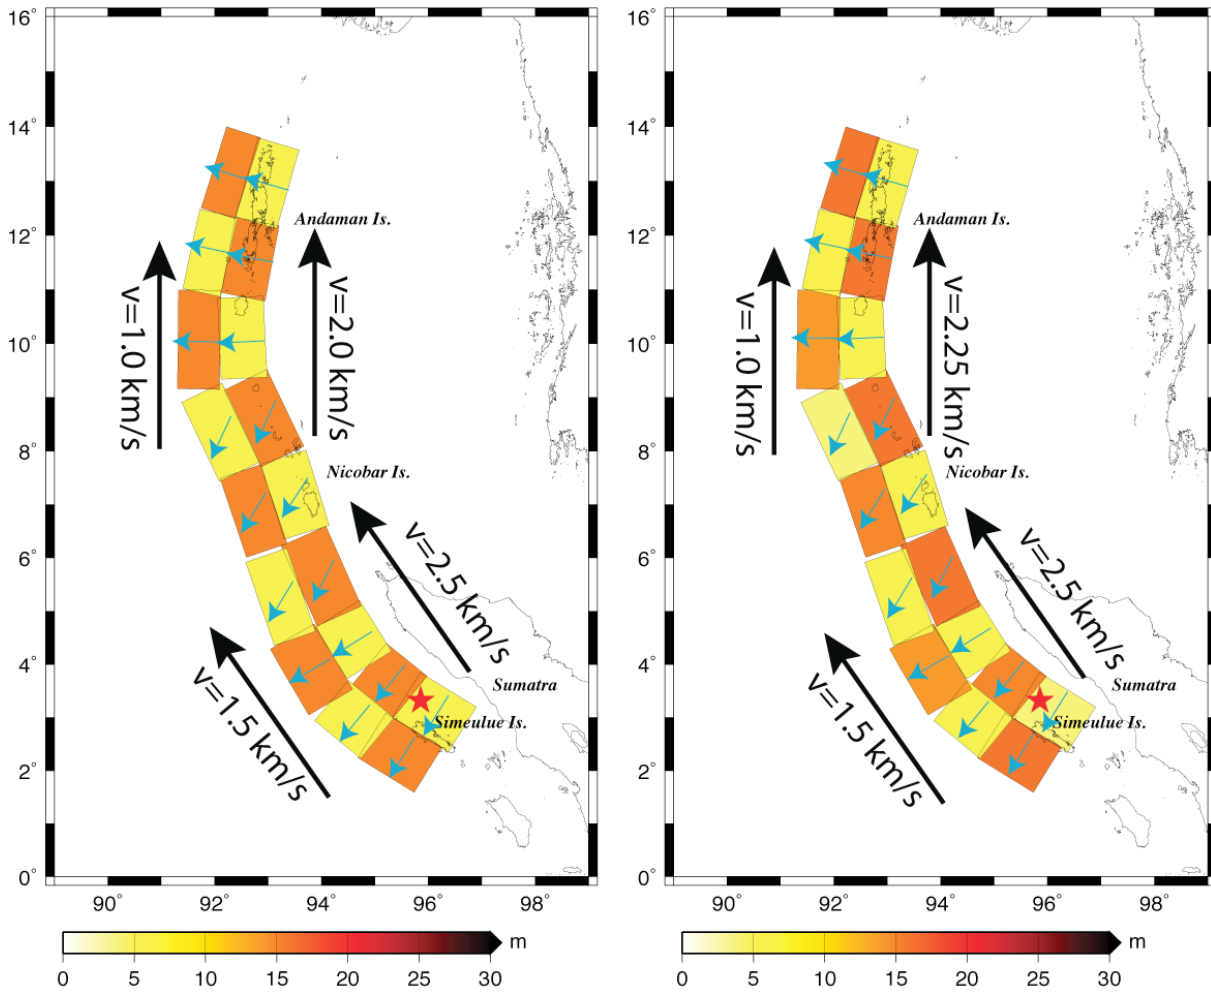 16°
14°
12°
10°
8°
6°
4°
2°
0°
90°
92°
94°
96°
98°
Andaman Is.
v=1.0 km/s
v=2.0 km/s
Nicobar Is.
v=2.5 km/s
Sumatra
Simeulue Is.
v=1.5 km/s
0 5 10 15 20 25 30 m
16°
14°
12°
10°
8°
6°
4°
2°
0°
90°
92°
94°
96°
98°
Andaman Is.
v=1.0 km/s
v=2.25 km/s
Nicobar Is.
v=2.5 km/s
Sumatra
Simeulue Is.
v=1.5 km/s
0 5 10 15 20 25 30 m